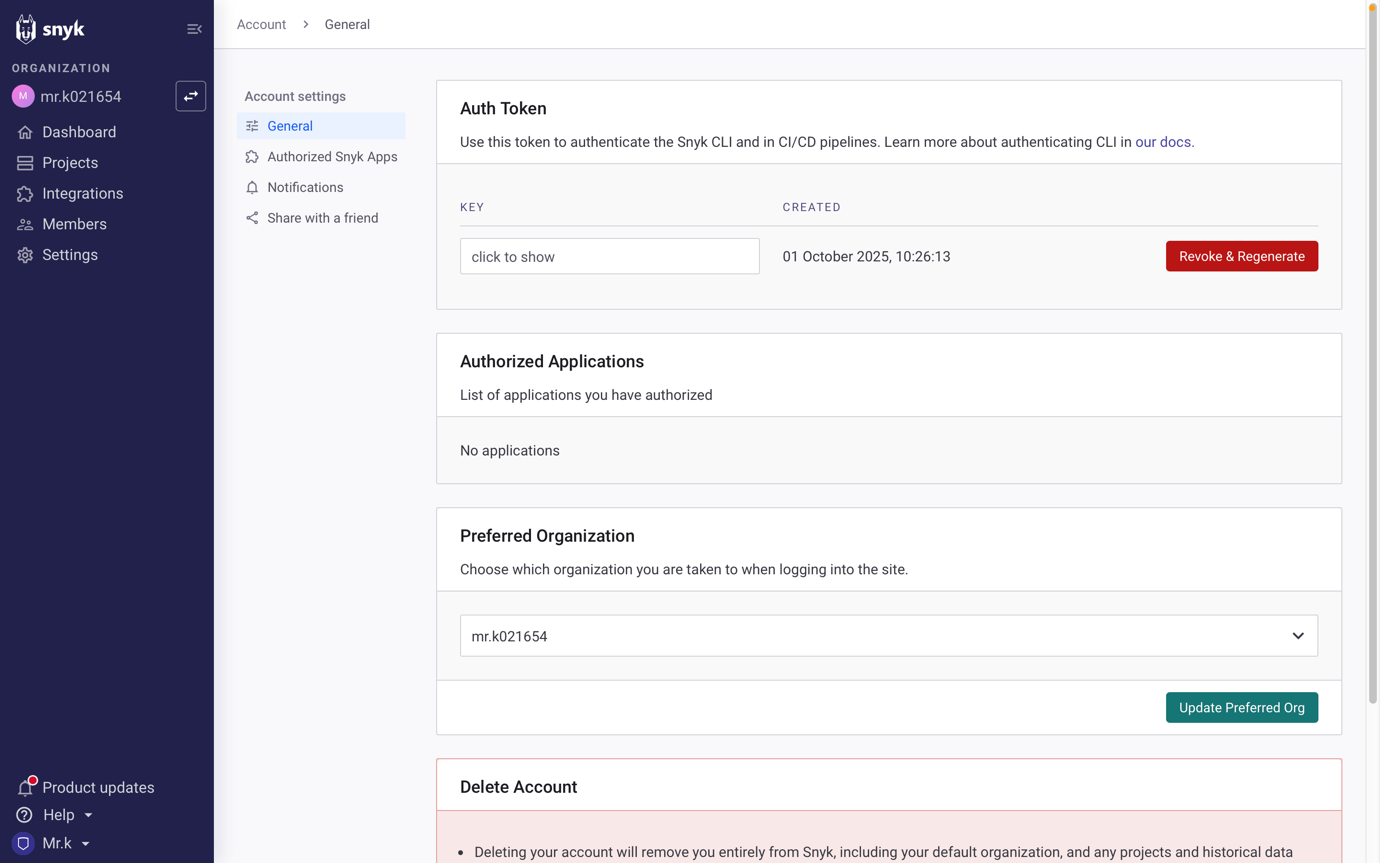 snyk
Account
General
ORGANIZATION
M
mr.k021654
Dashboard
Projects
Integrations
Members
Settings
Product updates
Help
Mr.k
Account settings
General
Authorized Snyk Apps
Notifications
Share with a friend
Auth Token
Use this token to authenticate the Snyk CLI and in CI/CD pipelines. Learn more about authenticating CLI in our docs.
KEY
CREATED
click to show
01 October 2025, 10:26:13
Revoke & Regenerate
Authorized Applications
List of applications you have authorized
No applications
Preferred Organization
Choose which organization you are taken to when logging into the site.
mr.k021654
Update Preferred Org
Delete Account
• Deleting your account will remove you entirely from Snyk, including your default organization, and any projects and historical data